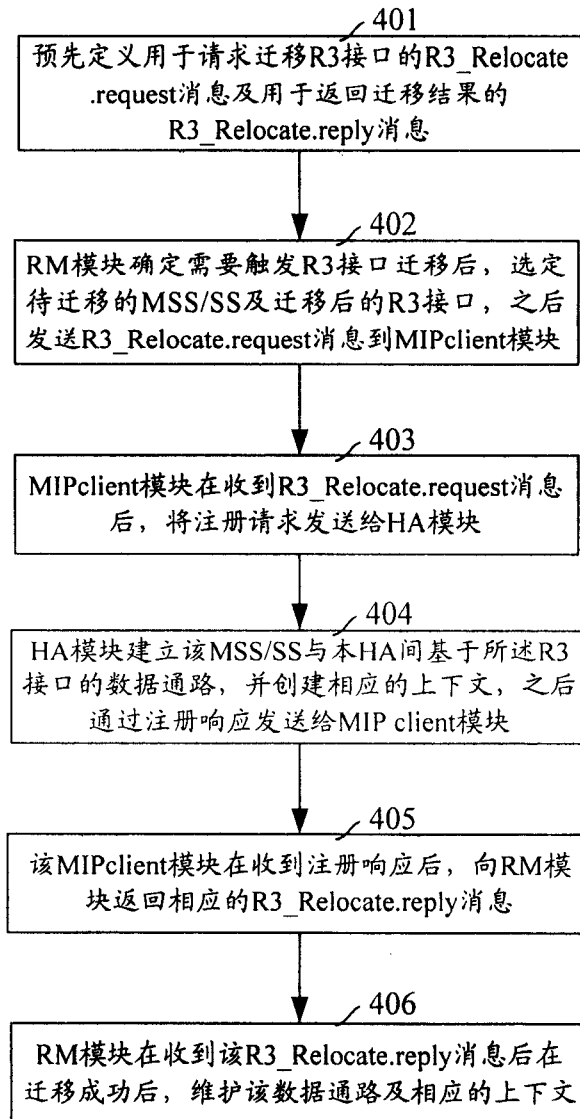 401
预先定义用于请求迁移R3接口的R3_Relocate
.request消息及用于返回迁移结果的
R3_Relocate.reply消息
402
RM模块确定需要触发R3接口迁移后，选定
待迁移的MSS/SS及迁移后的R3接口，之后
发送R3_Relocate.request消息到MIPclient模块
403
MIPclient模块在收到R3_Relocate.request消息
后，将注册请求发送给HA模块
404
HA模块建立该MSS/SS与本HA间基于所述R3
接口的数据通路，并创建相应的上下文，之后
通过注册响应发送给MIP client模块
405
该MIPclient模块在收到注册响应后，向RM模
块返回相应的R3_Relocate.reply消息
406
RM模块在收到该R3_Relocate.reply消息后在
迁移成功后，维护该数据通路及相应的上下文